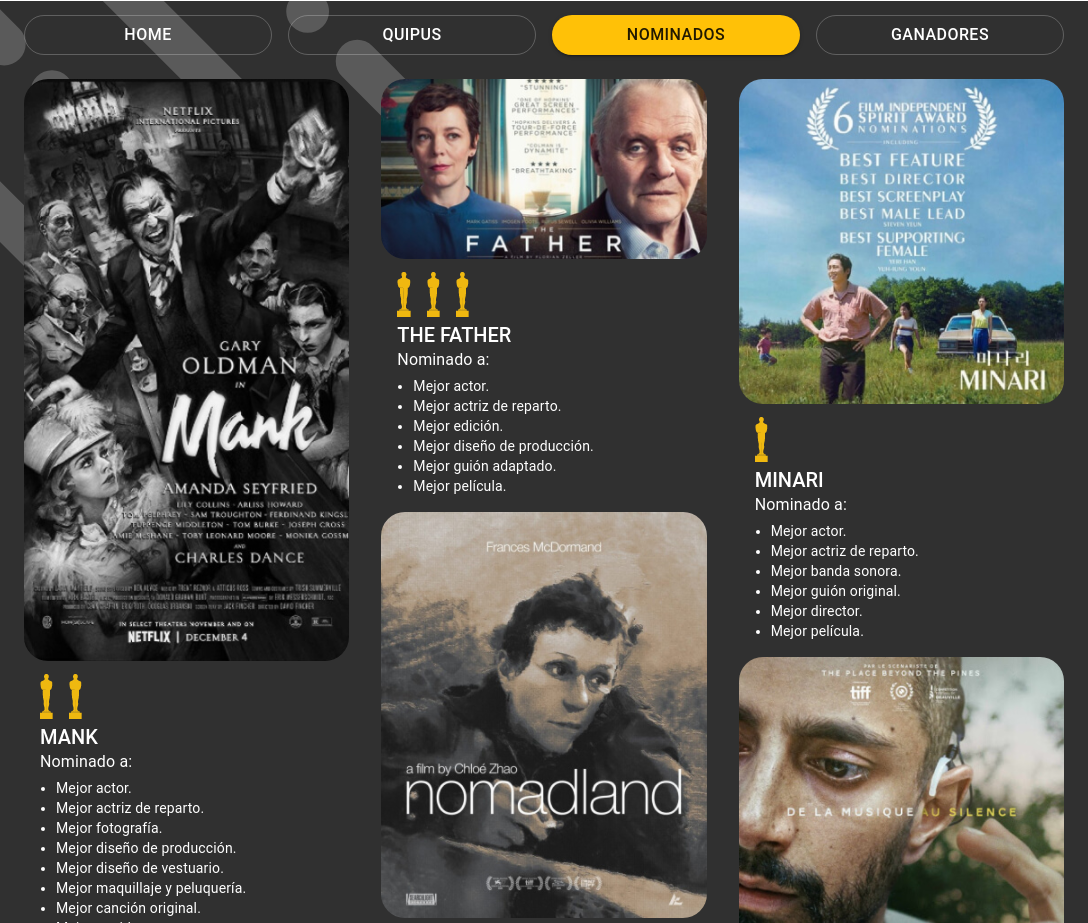 HOME
QUIPUS
NOMINADOS
GANADORES
NETFLIX
INTERNATIONAL PICTURES
PRESENTS
GARY
OLDMAN
IN
Mank
AMANDA SEYFRIED
LILY COLLINS · ARLISS HOWARD
TOM PELPHREY · SAM TROUGHTON · FERDINAND KINGSL
TUPPENCE MIDDLETON · TOM BURKE · JOSEPH CROSS
AMIE MCSHANE · TOBY LEONARD MOORE · MONIKA GOSSM
AND
CHARLES DANCE
IN SELECT THEATERS NOVEMBER AND ON
NETFLIX | DECEMBER 4
MANK
Nominado a:
Mejor actor.
Mejor actriz de reparto.
Mejor fotografía.
Mejor diseño de producción.
Mejor diseño de vestuario.
Mejor maquillaje y peluquería.
Mejor canción original.
"STUNNING"
GREAT SCREEN
PERFORMANCES"
"HOPKINS DELIVERS A
TOUR-DE-FORCE
PERFORMANCE"
"COLMAN IS
DYNAMITE"
"BREATHTAKING"
THE
FATHER
A FILM BY FLORIAN ZELLER
THE FATHER
Nominado a:
Mejor actor.
Mejor actriz de reparto.
Mejor edición.
Mejor diseño de producción.
Mejor guión adaptado.
Mejor película.
Frances McDormand
a film by Chloé Zhao
nomadland
6 FILM INDEPENDENT
SPIRIT AWARD
NOMINATIONS
INCLUDING
BEST FEATURE
BEST DIRECTOR
BEST SCREENPLAY
BEST MALE LEAD
STEVEN YEUN
BEST SUPPORTING
FEMALE
YERI HAN
YUH-JUNG YOUN
미나리
MINARI
MINARI
Nominado a:
Mejor actor.
Mejor actriz de reparto.
Mejor banda sonora.
Mejor guión original.
Mejor director.
Mejor película.
PAR LE SCÉNARISTE DE
THE PLACE BEYOND THE PINES
tiff
DE LA MUSIQUE AU SILENCE